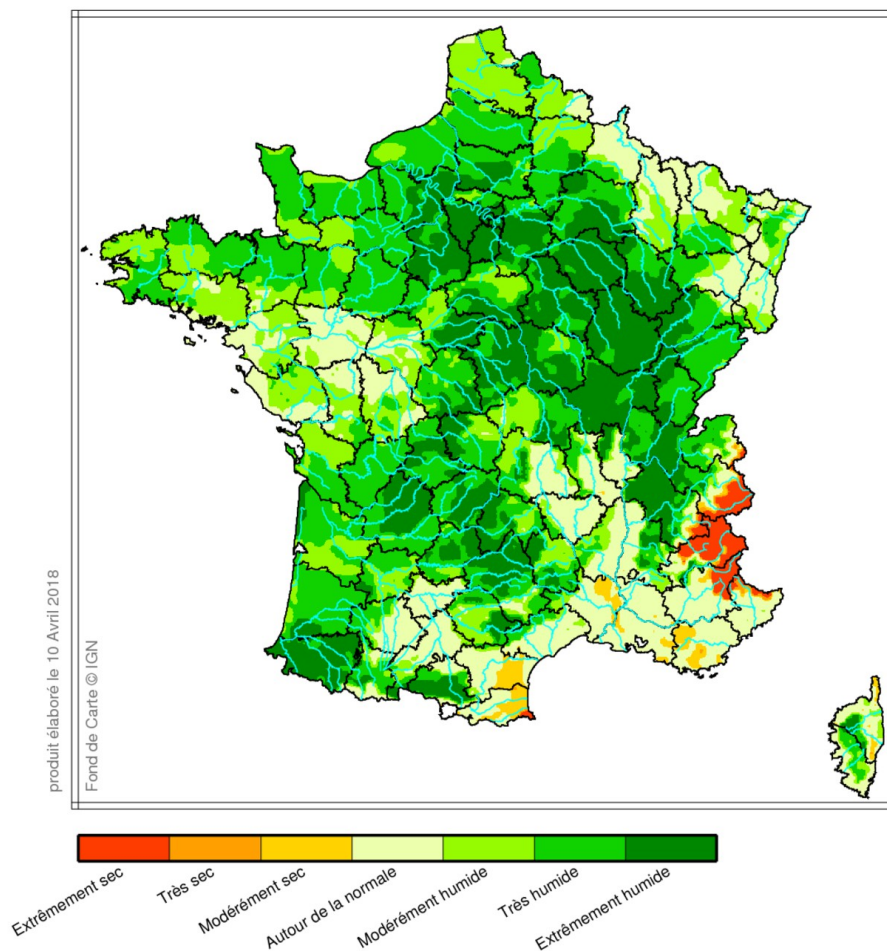 produit élaboré le 10 Avril 2018
Fond de Carte © IGN
Extrêmement sec
Très sec
Modérément sec
Autour de la normale
Modérément humide
Très humide
Extrêmement humide